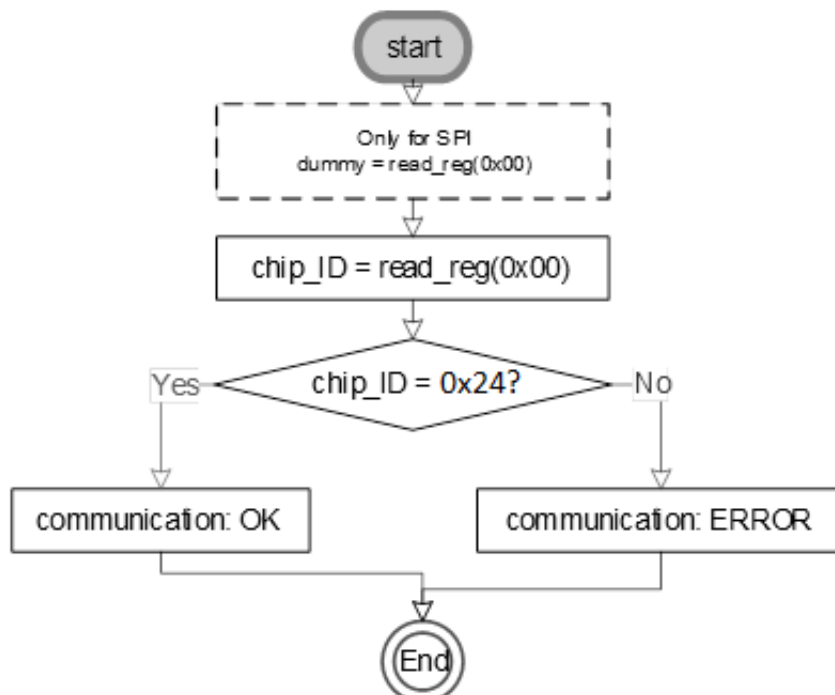 start
Only for SPI
dummy = read_reg(0x00)
chip_ID = read_reg(0x00)
chip_ID = 0x24?
Yes
No
communication: OK
communication: ERROR
End